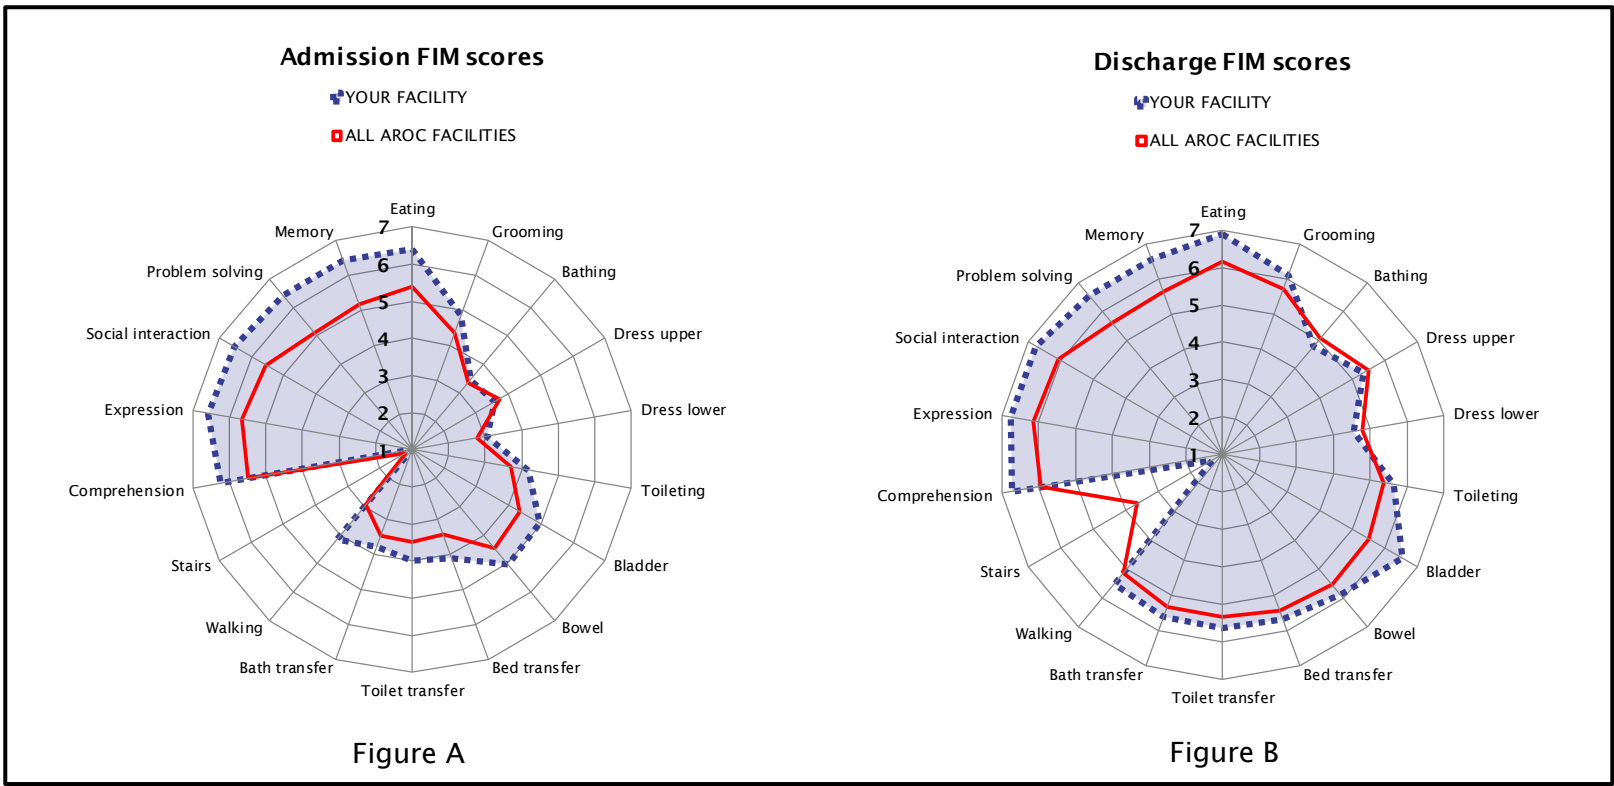 Admission FIM scores
YOUR FACILITY
ALL AROC FACILITIES
Eating
Grooming
Bathing
Dress upper
Dress lower
Toileting
Bladder
Bowel
Bed transfer
Toilet transfer
Bath transfer
Walking
Stairs
Comprehension
Expression
Social interaction
Problem solving
Memory
7
6
5
4
3
2
1
Figure A
Discharge FIM scores
YOUR FACILITY
ALL AROC FACILITIES
Eating
Grooming
Bathing
Dress upper
Dress lower
Toileting
Bladder
Bowel
Bed transfer
Toilet transfer
Bath transfer
Walking
Stairs
Comprehension
Expression
Social interaction
Problem solving
Memory
7
6
5
4
3
2
1
Figure B